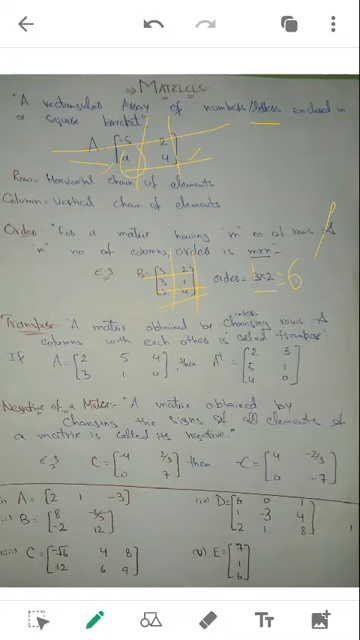 ⇒ MATRICES:-
"A rectangular Array of numbers/letters enclosed in
a square bracket"
A = [-5 2
a 4]
Row= Horizontal chain of elements
Column= Vertical chain of elements
Order:- "For a matrix having "m" no of rows &
"n" no of columns order is m×n"
e.g B= [5 2
3 1
2 4] order= 3×2 = 6
Transpose:- "A matrix obtained by interchanging rows &
columns with each other is called
If A= [2 5 4
3 1 0], then Aᵗ= [2 3
5 1
4 0]
Negative of a Matrix:- "A matrix obtained by
changing the signs of all elements of
a matrix is called its negative."
e.g C= [-4 2/3
0 7] then -C= [4 -2/3
0 -7]
i) A= [2 1 -3]
ii) B= [8
-2 12]
iii) C= [-√6 4 8
12 6 9]
(iv) D= [6 0 1
1 -3 4
2 1 8]
(v) E= [7
1
6]
Tt